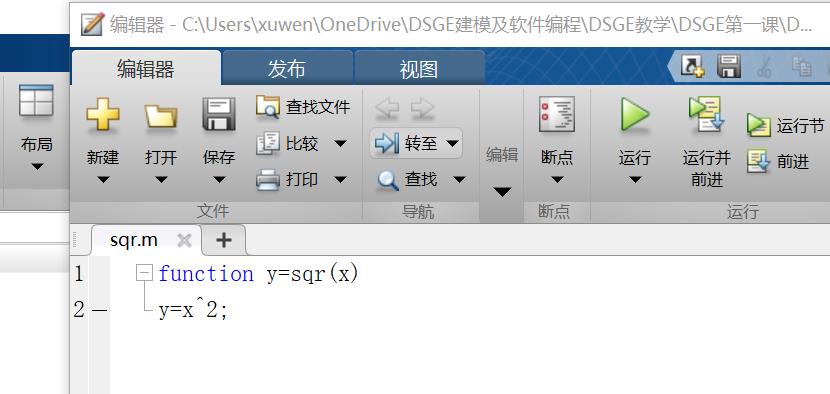 编辑器 - C:\Users\xuwen\OneDrive\DSGE建模及软件编程\DSGE教学\DSGE第一课\D...
编辑器 发布 视图
布局
新建 打开 保存 查找文件 比较 打印
文件
转至 查找
导航
编辑
断点
断点
运行 运行并前进 运行节 前进
运行
sqr.m
1 function y=sqr(x)
2 y=x^2;